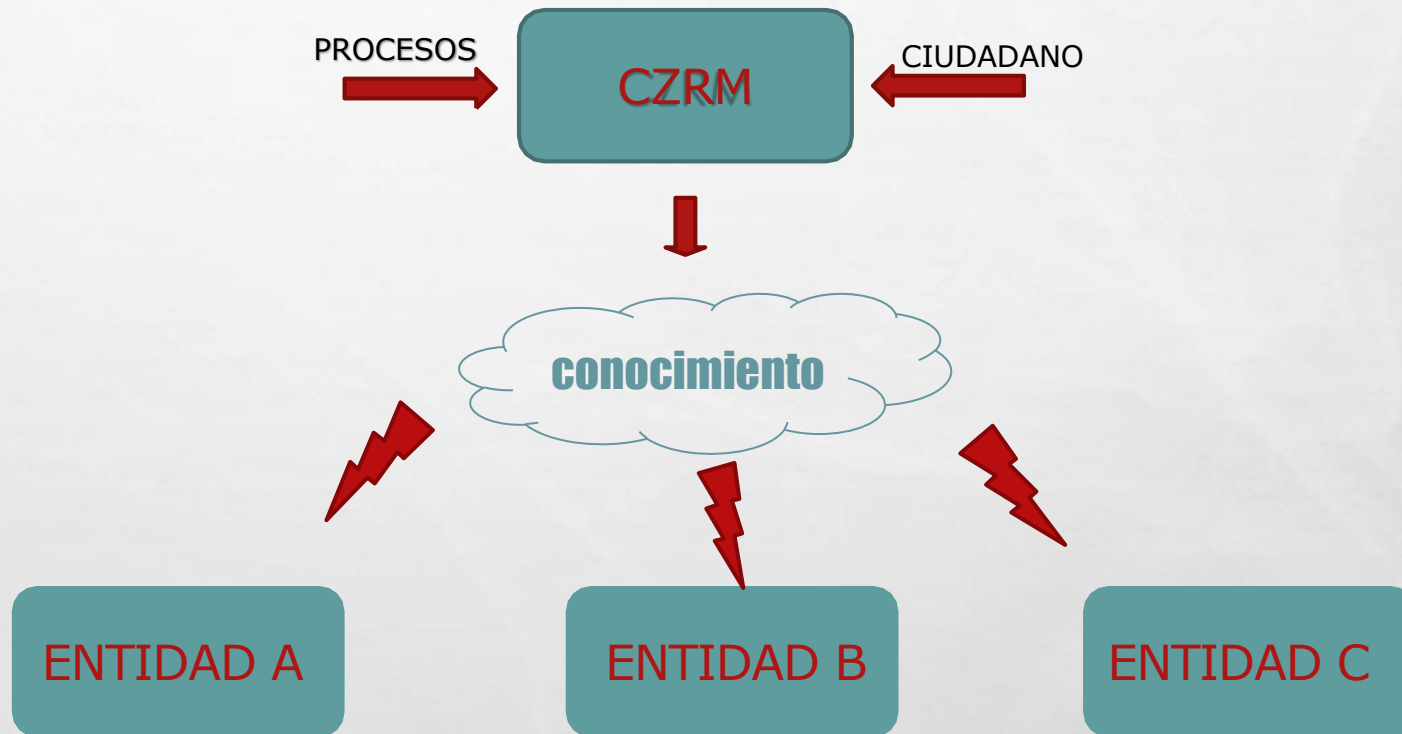 PROCESOS
CZRM
CIUDADANO
conocimiento
ENTIDAD A
ENTIDAD B
ENTIDAD C